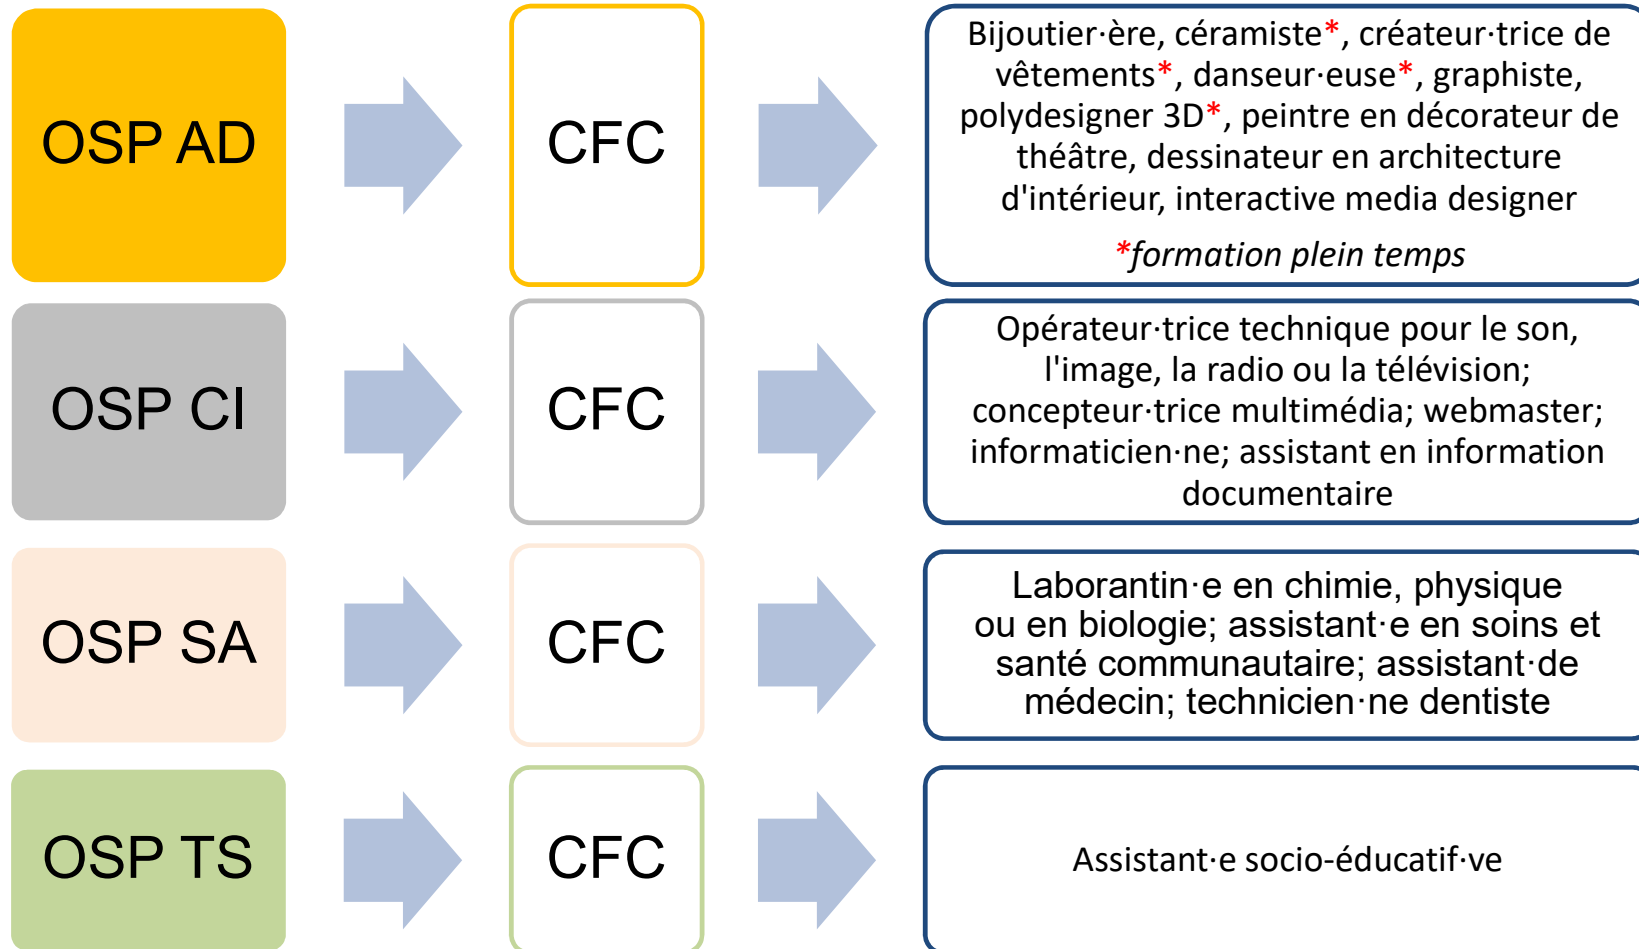 OSP AD
CFC
Bijoutier·ère, céramiste*, créateur·trice de
vêtements*, danseur·euse*, graphiste,
polydesigner 3D*, peintre en décorateur de
théâtre, dessinateur en architecture
d'intérieur, interactive media designer
*formation plein temps
OSP CI
CFC
Opérateur·trice technique pour le son,
l'image, la radio ou la télévision;
concepteur·trice multimédia; webmaster;
informaticien·ne; assistant en information
documentaire
OSP SA
CFC
Laborantin·e en chimie, physique
ou en biologie; assistant·e en soins et
santé communautaire; assistant·de
médecin; technicien·ne dentiste
OSP TS
CFC
Assistant·e socio-éducatif·ve